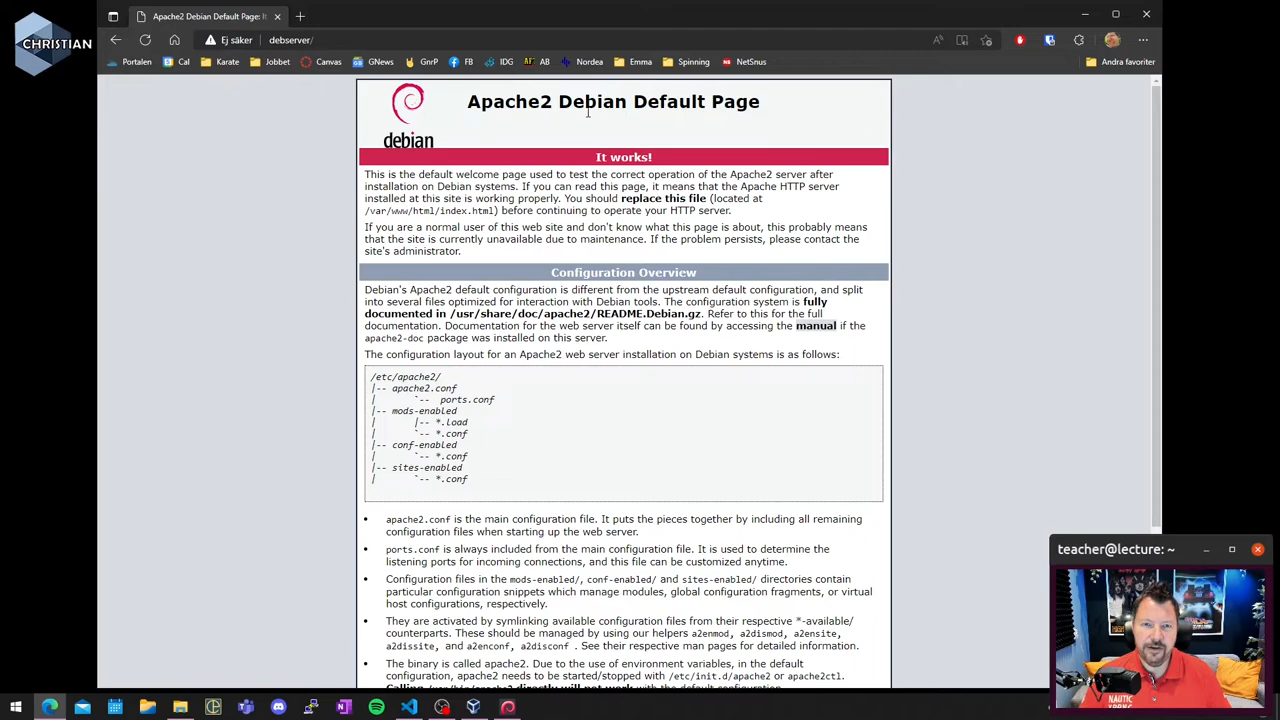 CHRISTIAN
Apache2 Debian Default Page: I
Ej säker
debserver/
Portalen
Cal
Karate
Jobbet
Canvas
GNews
GnrP
FB
IDG
AB
Nordea
Emma
Spinning
NetSnus
Andra favoriter
debian
Apache2 Debian Default Page
It works!
This is the default welcome page used to test the correct operation of the Apache2 server after
installation on Debian systems. If you can read this page, it means that the Apache HTTP server
installed at this site is working properly. You should replace this file (located at
/var/www/html/index.html) before continuing to operate your HTTP server.
If you are a normal user of this web site and don't know what this page is about, this probably means
that the site is currently unavailable due to maintenance. If the problem persists, please contact the
site's administrator.
Configuration Overview
Debian's Apache2 default configuration is different from the upstream default configuration, and split
into several files optimized for interaction with Debian tools. The configuration system is fully
documented in /usr/share/doc/apache2/README.Debian.gz. Refer to this for the full
documentation. Documentation for the web server itself can be found by accessing the manual if the
apache2-doc package was installed on this server.
The configuration layout for an Apache2 web server installation on Debian systems is as follows:
/etc/apache2/
|-- apache2.conf
|       `--  ports.conf
|-- mods-enabled
|       |-- *.load
|       `-- *.conf
|-- conf-enabled
|       `-- *.conf
|-- sites-enabled
|       `-- *.conf
• apache2.conf is the main configuration file. It puts the pieces together by including all remaining
configuration files when starting up the web server.
• ports.conf is always included from the main configuration file. It is used to determine the
listening ports for incoming connections, and this file can be customized anytime.
• Configuration files in the mods-enabled/, conf-enabled/ and sites-enabled/ directories contain
particular configuration snippets which manage modules, global configuration fragments, or virtual
host configurations, respectively.
• They are activated by symlinking available configuration files from their respective *-available/
counterparts. These should be managed by using our helpers a2enmod, a2dismod, a2ensite,
a2dissite, and a2enconf, a2disconf . See their respective man pages for detailed information.
• The binary is called apache2. Due to the use of environment variables, in the default
configuration, apache2 needs to be started/stopped with /etc/init.d/apache2 or apache2ctl.
Calling /usr/bin/apache2 directly will not work with the default configuration.
teacher@lecture: ~
NAUTIC